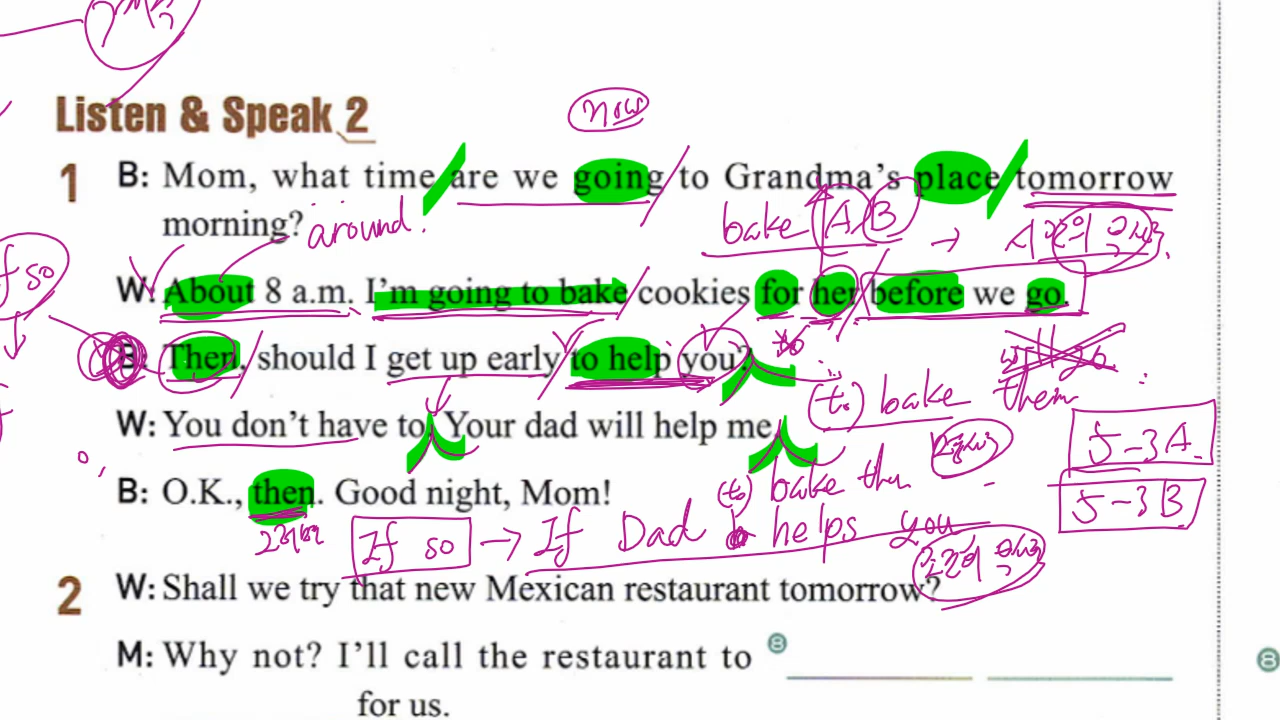 Listen & Speak 2
now
1 B: Mom, what time are we going to Grandma's place tomorrow
morning? around.
bake A B →
W: About 8 a.m. I'm going to bake cookies for her before we go.
so
to
B: Then, should I get up early to help you?
(to) bake them
W: You don't have to. Your dad will help me.
5-3A
B: O.K., then. Good night, Mom!
(to) bake them
5-3B
If so → If Dad helps you
2 W: Shall we try that new Mexican restaurant tomorrow?
M: Why not? I'll call the restaurant to ⑧
⑧
for us.